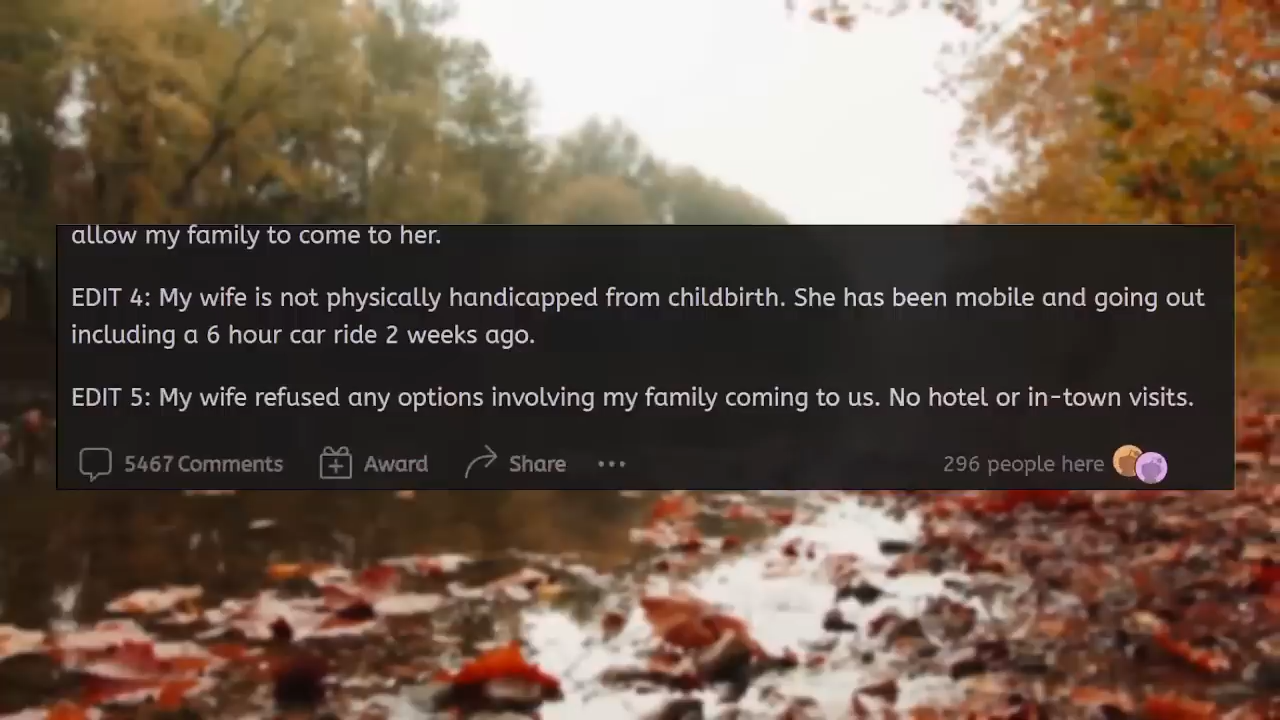 allow my family to come to her.
EDIT 4: My wife is not physically handicapped from childbirth. She has been mobile and going out
including a 6 hour car ride 2 weeks ago.
EDIT 5: My wife refused any options involving my family coming to us. No hotel or in-town visits.
5467 Comments Award Share ••• 296 people here